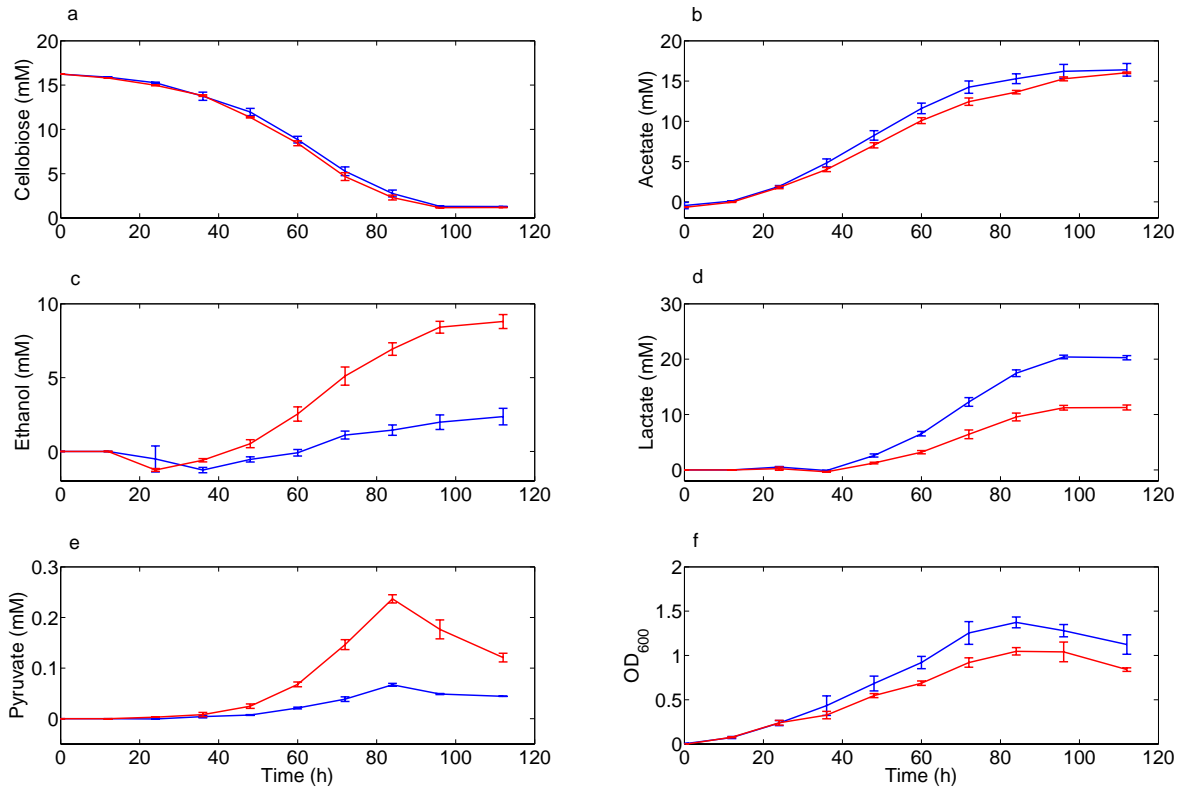 a
20
15
10
5
0
Cellobiose (mM)
0 20 40 60 80 100 120
b
20
15
10
5
0
Acetate (mM)
0 20 40 60 80 100 120
c
10
5
0
Ethanol (mM)
0 20 40 60 80 100 120
d
30
20
10
0
Lactate (mM)
0 20 40 60 80 100 120
e
0.3
0.2
0.1
0
Pyruvate (mM)
0 20 40 60 80 100 120
Time (h)
f
2
1.5
1
0.5
0
OD600
0 20 40 60 80 100 120
Time (h)